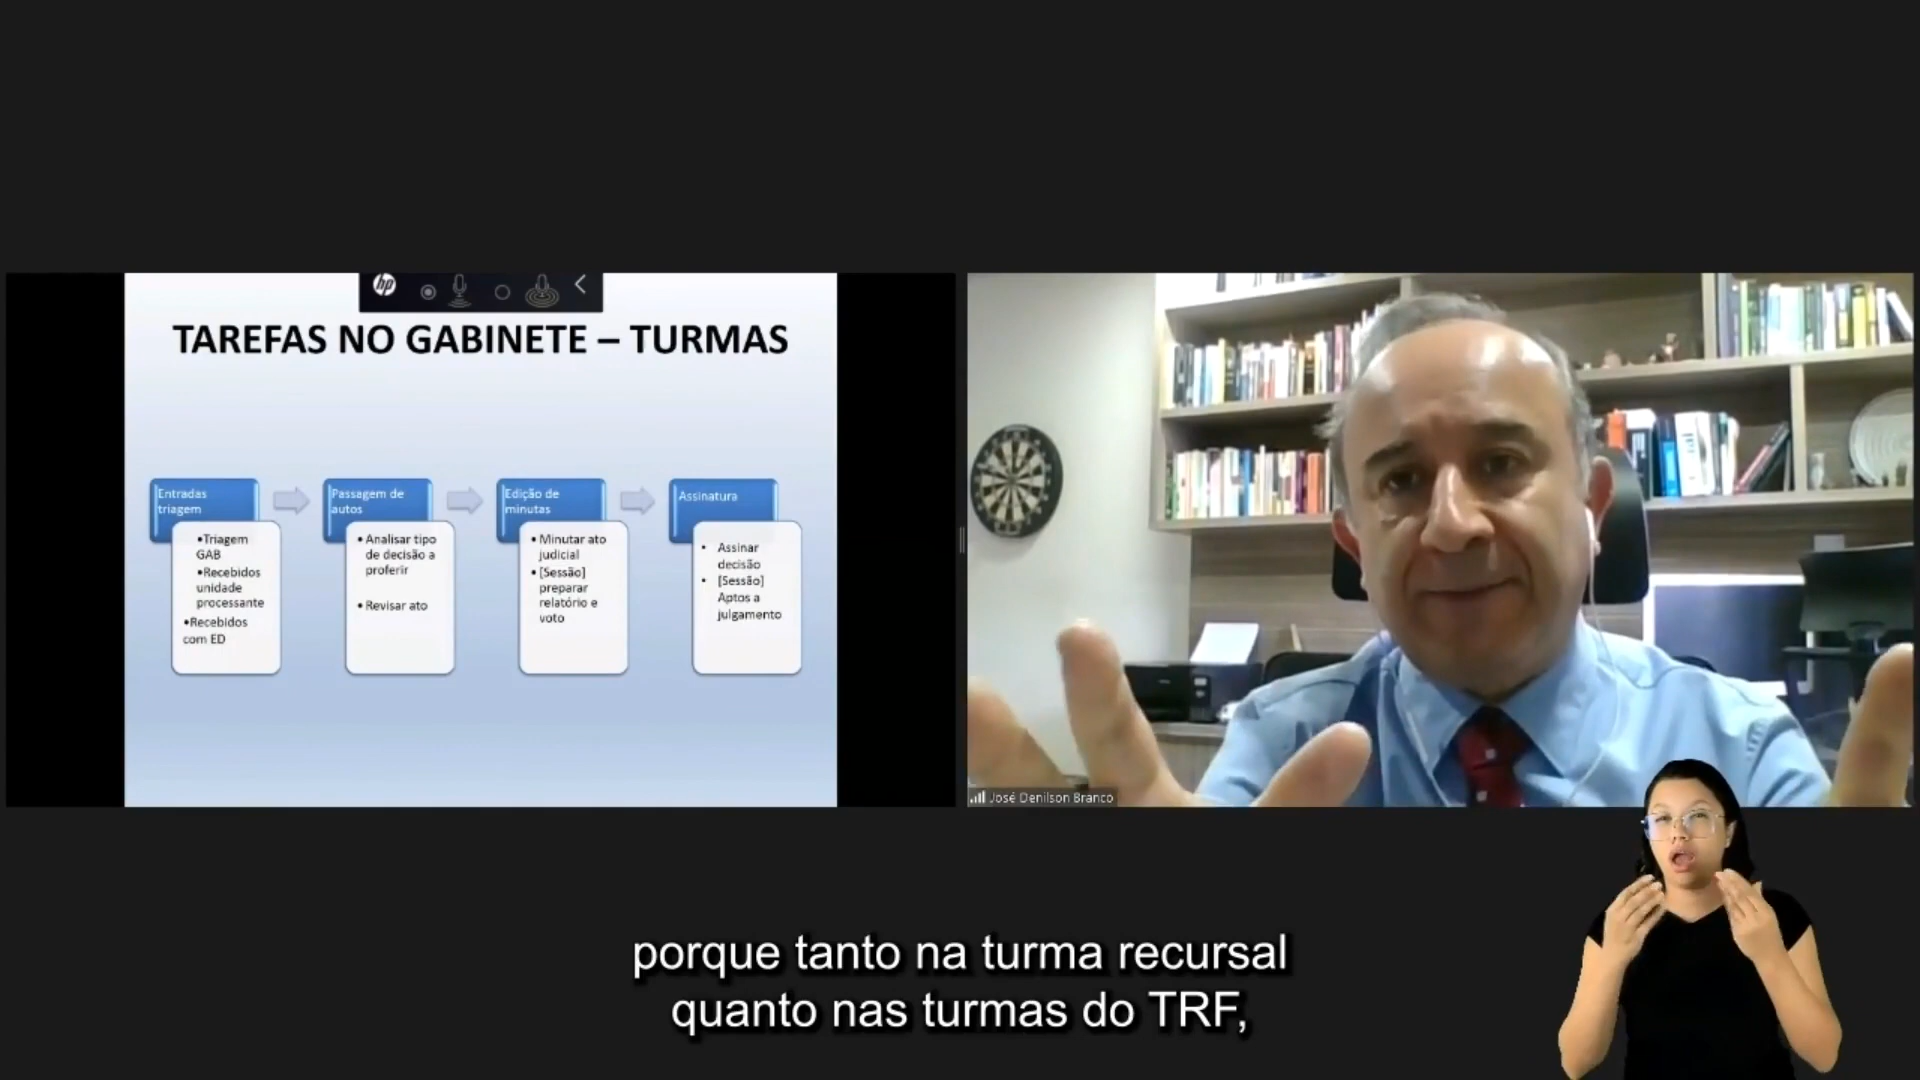 hp
TAREFAS NO GABINETE – TURMAS
Entradas
triagem
•Triagem
GAB
•Recebidos
unidade
processante
•Recebidos
com ED
Passagem de
autos
• Analisar tipo
de decisão a
proferir
• Revisar ato
Edição de
minutas
• Minutar ato
judicial
• [Sessão]
preparar
relatório e
voto
Assinatura
• Assinar
decisão
• [Sessão]
Aptos a
julgamento
José Denilson Branco
porque tanto na turma recursal
quanto nas turmas do TRF,